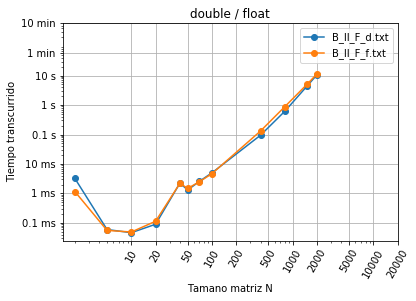 double / float
10 min
B_II_F_d.txt
B_II_F_f.txt
1 min
10 s
1 s
0.1 s
10 ms
1 ms
0.1 ms
Tiempo transcurrido
10
20
50
100
200
500
1000
2000
5000
10000
20000
Tamano matriz N